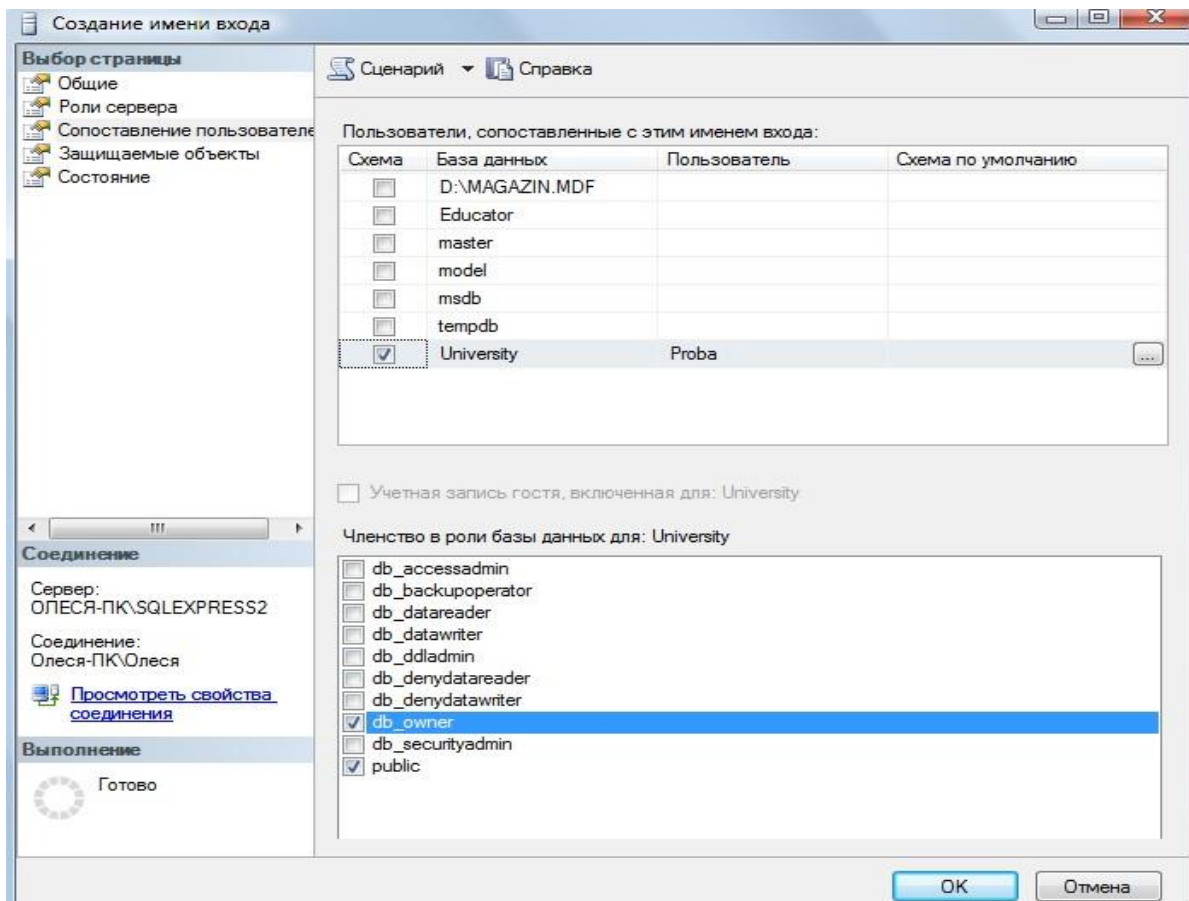 Создание имени входа
Выбор страницы
Общие
Роли сервера
Сопоставление пользователе
Защищаемые объекты
Состояние
Сценарий
Справка
Пользователи, сопоставленные с этим именем входа:
Схема База данных Пользователь Схема по умолчанию
D:\MAGAZIN.MDF
Educator
master
model
msdb
tempdb
University Proba ...
Учетная запись гостя, включенная для: University
Членство в роли базы данных для: University
db_accessadmin
db_backupoperator
db_datareader
db_datawriter
db_ddladmin
db_denydatareader
db_denydatawriter
db_owner
db_securityadmin
public
Соединение
Сервер:
ОЛЕСЯ-ПК\SQLEXPRESS2
Соединение:
Олеся-ПК\Олеся
Просмотреть свойства
соединения
Выполнение
Готово
OK
Отмена